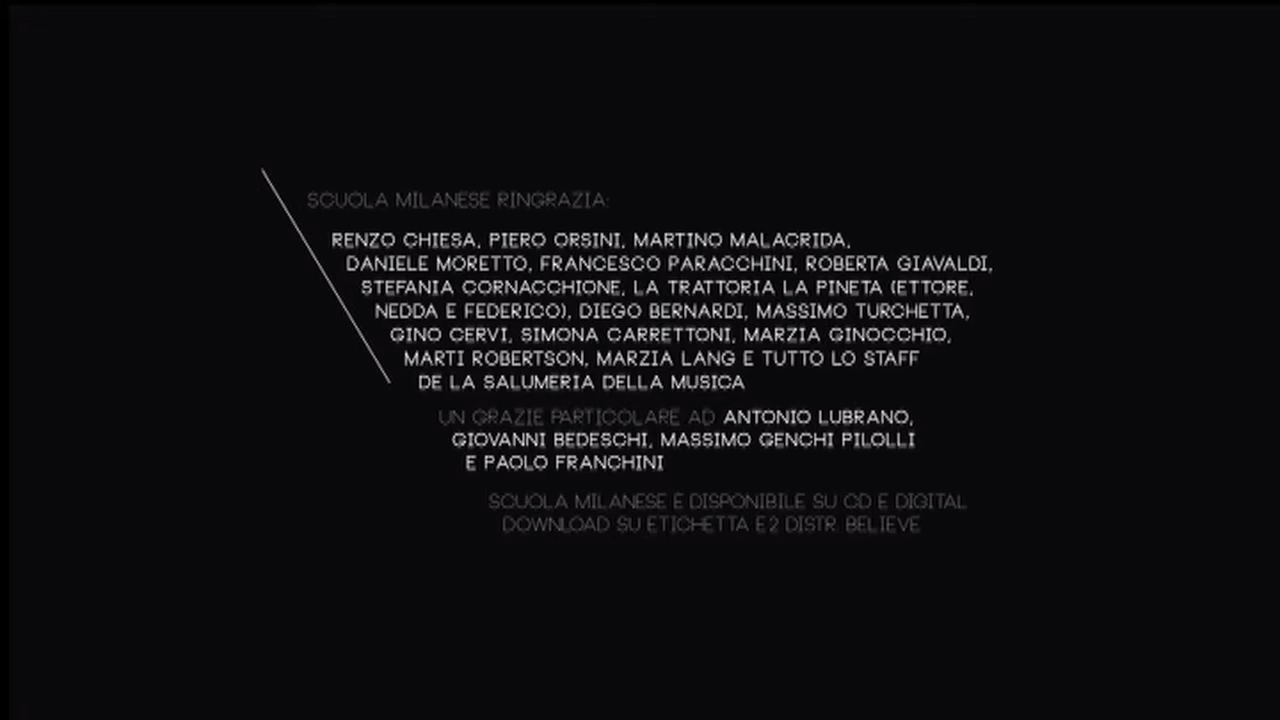 SCUOLA MILANESE RINGRAZIA:
RENZO CHIESA, PIERO ORSINI, MARTINO MALACRIDA,
DANIELE MORETTO, FRANCESCO PARACCHINI, ROBERTA GIAVALDI,
STEFANIA CORNACCHIONE, LA TRATTORIA LA PINETA (ETTORE,
NEDDA E FEDERICO), DIEGO BERNARDI, MASSIMO TURCHETTA,
GINO CERVI, SIMONA CARRETTONI, MARZIA GINOCCHIO,
MARTI ROBERTSON, MARZIA LANG E TUTTO LO STAFF
DE LA SALUMERIA DELLA MUSICA
UN GRAZIE PARTICOLARE AD ANTONIO LUBRANO,
GIOVANNI BEDESCHI, MASSIMO GENCHI PILOLLI
E PAOLO FRANCHINI
SCUOLA MILANESE È DISPONIBILE SU CD E DIGITAL
DOWNLOAD SU ETICHETTA E2 DISTR. BELIEVE